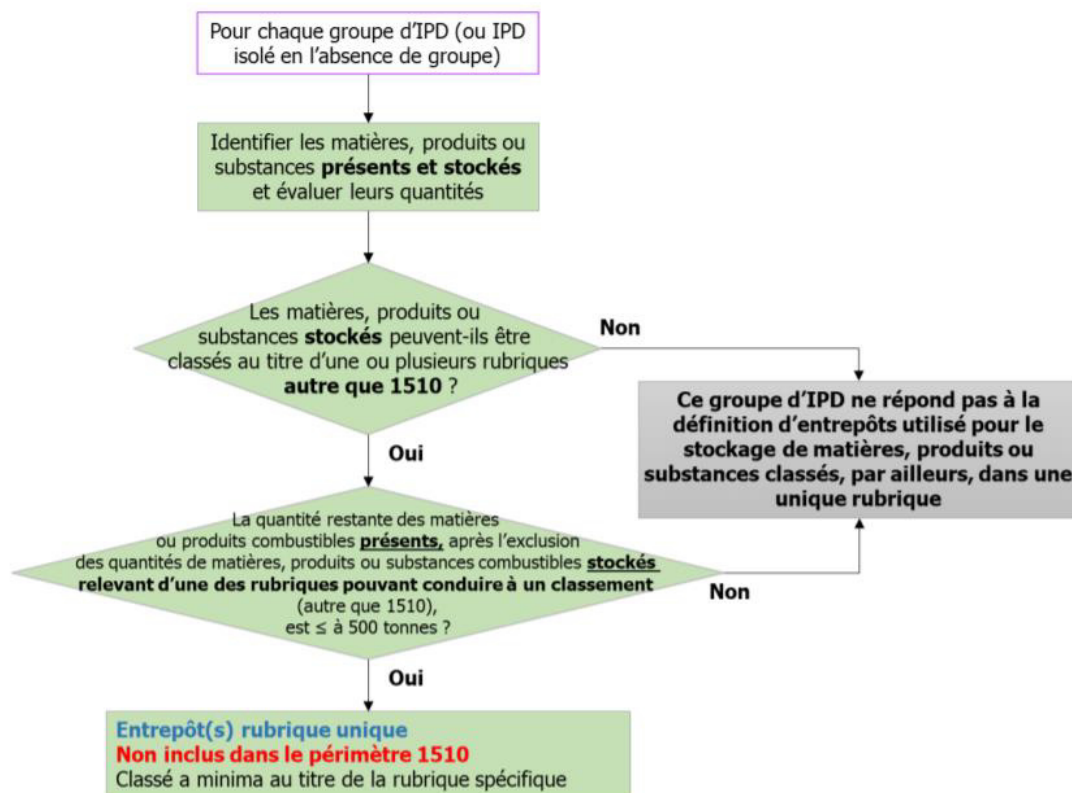 Pour chaque groupe d’IPD (ou IPD
isolé en l’absence de groupe)
Identifier les matières, produits ou
substances présents et stockés
et évaluer leurs quantités
Les matières, produits ou
substances stockés peuvent-ils être
classés au titre d’une ou plusieurs rubriques
autre que 1510 ?
Non
Ce groupe d’IPD ne répond pas à la
définition d’entrepôts utilisé pour le
stockage de matières, produits ou
substances classés, par ailleurs, dans une
unique rubrique
Oui
La quantité restante des matières
ou produits combustibles présents, après l’exclusion
des quantités de matières, produits ou substances combustibles stockés
relevant d’une des rubriques pouvant conduire à un classement
(autre que 1510),
est ≤ à 500 tonnes ?
Non
Oui
Entrepôt(s) rubrique unique
Non inclus dans le périmètre 1510
Classé a minima au titre de la rubrique spécifique